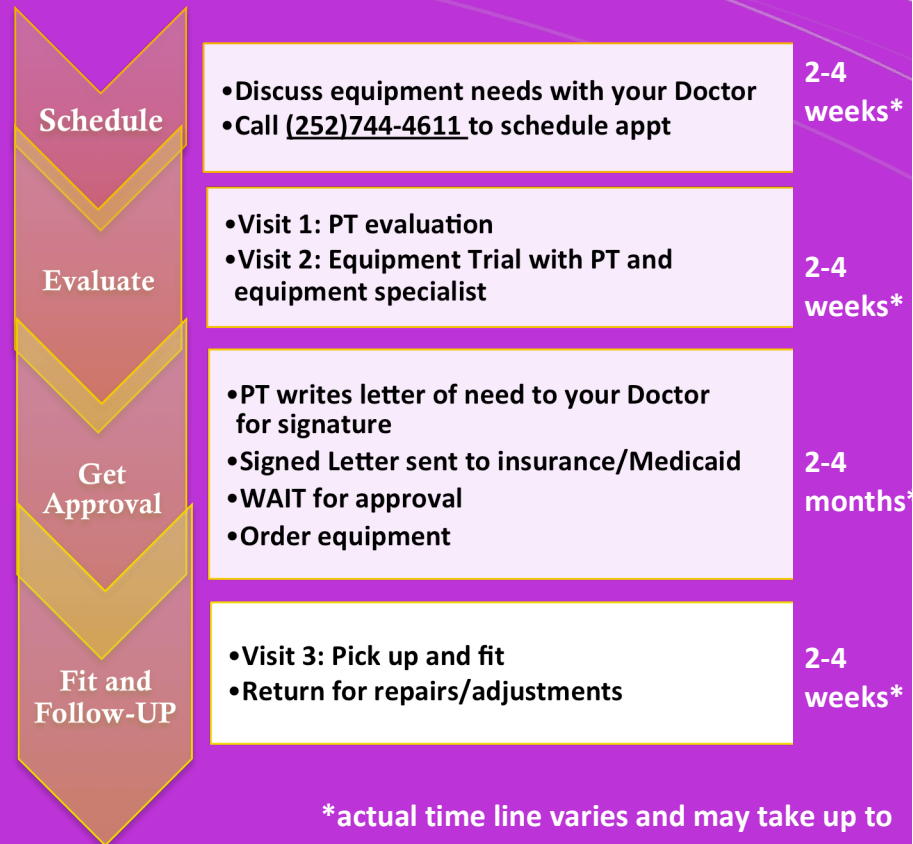 Schedule
•Discuss equipment needs with your Doctor
•Call (252)744-4611 to schedule appt
2-4
weeks*
Evaluate
•Visit 1: PT evaluation
•Visit 2: Equipment Trial with PT and
equipment specialist
2-4
weeks*
Get
Approval
•PT writes letter of need to your Doctor
for signature
•Signed Letter sent to insurance/Medicaid
•WAIT for approval
•Order equipment
2-4
months*
Fit and
Follow-UP
•Visit 3: Pick up and fit
•Return for repairs/adjustments
2-4
weeks*
*actual time line varies and may take up to